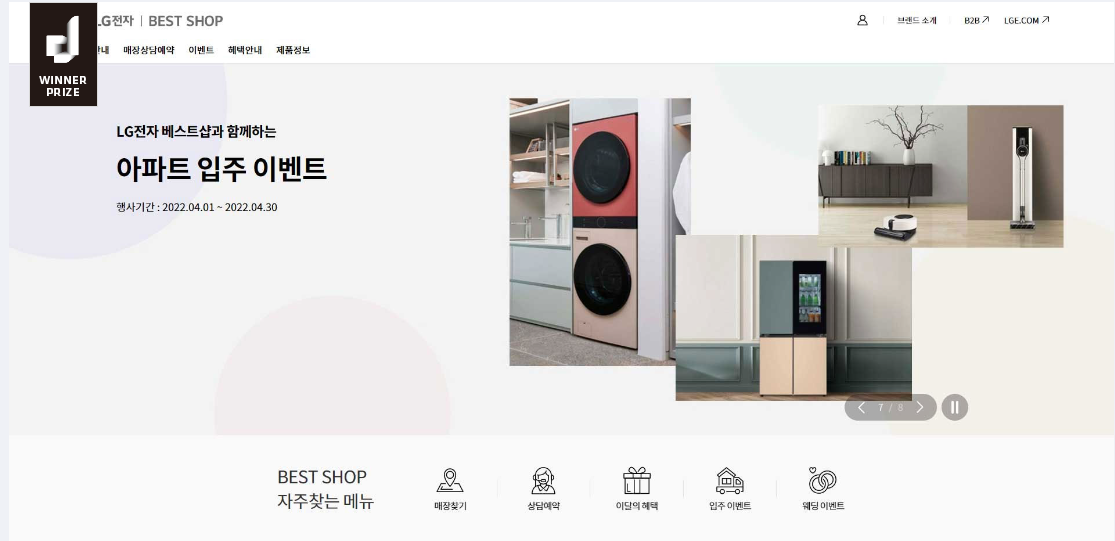 WINNER
PRIZE
LG전자 | BEST SHOP
브랜드 소개
B2B
LGE.COM
매장상담예약 이벤트 혜택안내 제품정보
LG전자 베스트샵과 함께하는
아파트 입주 이벤트
행사기간 : 2022.04.01 ~ 2022.04.30
7 / 8
BEST SHOP
자주찾는 메뉴
매장찾기
상담예약
이달의 혜택
입주 이벤트
웨딩 이벤트